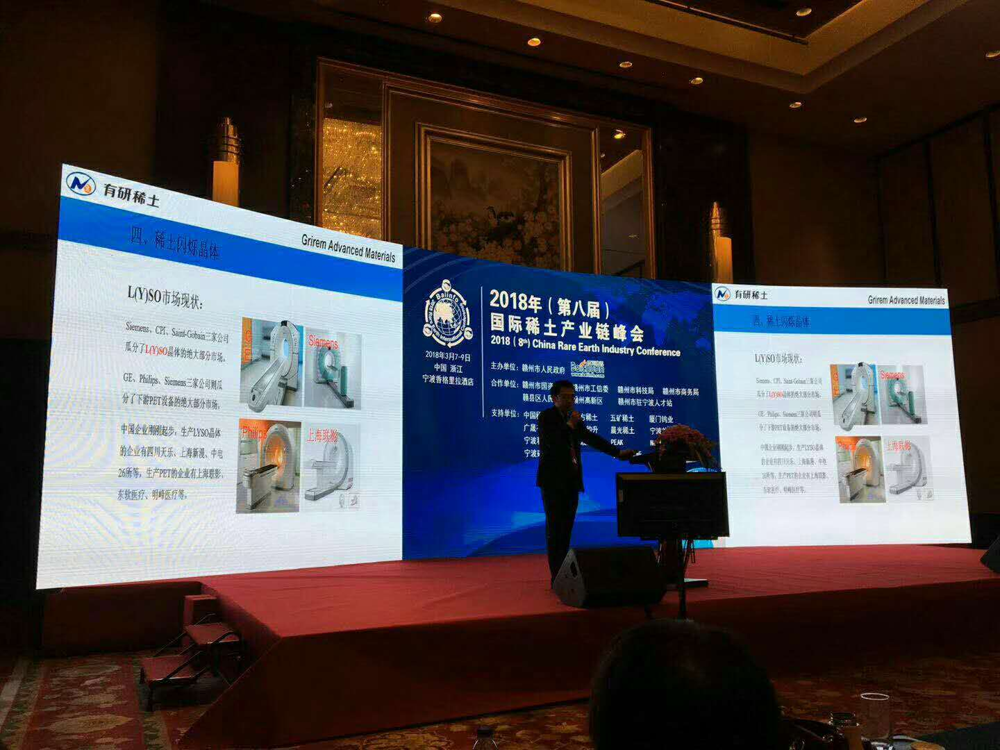 有研稀土
Grirem Advanced Materials
四、稀土闪烁晶体
L(Y)SO市场现状:
Siemens、CPI、Saint-Gobain三家公司
瓜分了L(Y)SO晶体的绝大部分市场。
GE、Philips、Siemens三家公司则瓜
分了下游PET设备的绝大部分市场。
中国企业刚刚起步，生产LYSO晶体
的企业有四川天乐、上海新漫、中电
26所等，生产PET的企业有上海联影、
东软医疗、明峰医疗等。
GE
Siemens
Philips
上海联影
Baiinfo
2018年（第八届）
国际稀土产业链峰会
2018（8th）China Rare Earth Industry Conference
2018年3月7-9日
中国 浙江
宁波香格里拉酒店
主办单位：赣州市人民政府
合作单位：赣州市国 赣州市工信委 赣州市科技局 赣州市商务局
赣县区人民 赣州高新区 赣州市驻宁波人才站
支持单位：中国 稀土 五矿稀土 厦门钨业
广晟 晨光稀土 宁波
宁波 PEAK
宁波
有研稀土
Grirem Advanced Materials
四、稀土闪烁晶体
L(Y)SO市场现状:
Siemens、CPI、Saint-Gobain三家公司
瓜分了L(Y)SO晶体的绝大部分市场。
GE、Philips、Siemens三家公司则瓜
分了下游PET设备的绝大部分市场。
中国企业刚刚起步，生产LYSO晶体
的企业有四川天乐、上海新漫、中电
26所等，生产PET的企业有上海联影、
东软医疗、明峰医疗等。
Siemens
上海联影